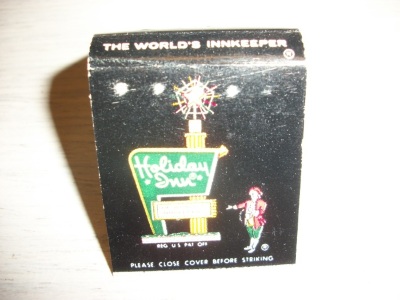 THE WORLD'S INNKEEPER
®
Holiday
Inn
®
REG U S PAT OFF
PLEASE CLOSE COVER BEFORE STRIKING